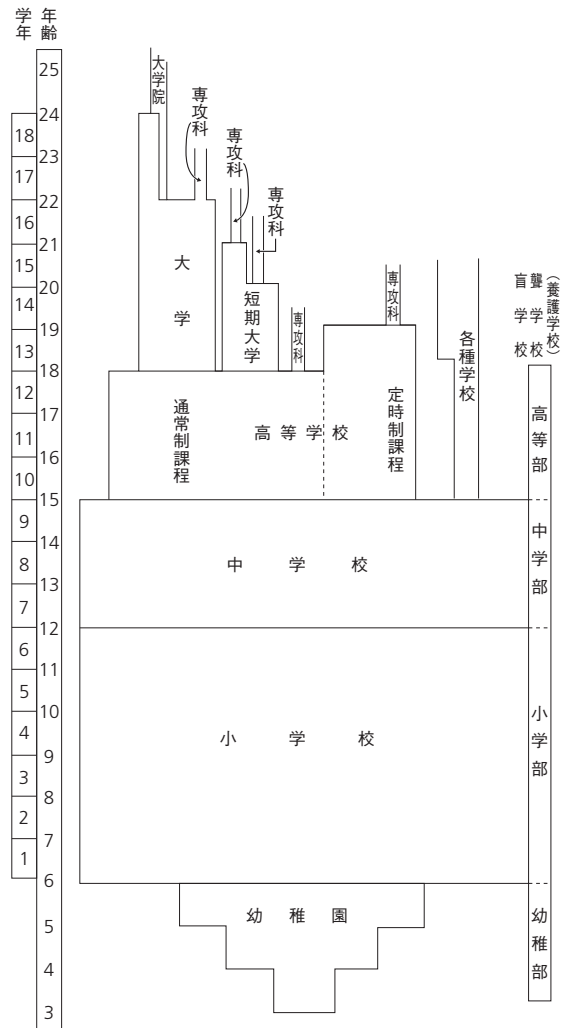 学年
年齢
25
24
23
22
21
20
19
18
17
16
15
14
13
12
11
10
9
8
7
6
5
4
3
18
17
16
15
14
13
12
11
10
9
8
7
6
5
4
3
2
1
大学院
専攻科
専攻科
専攻科
大学
短期大学
専攻科
専攻科
各種学校
(養護学校)
聾学校
盲学校
通常制課程
高等学校
定時制課程
高等部
中学校
中学部
小学校
小学部
幼稚園
幼稚部